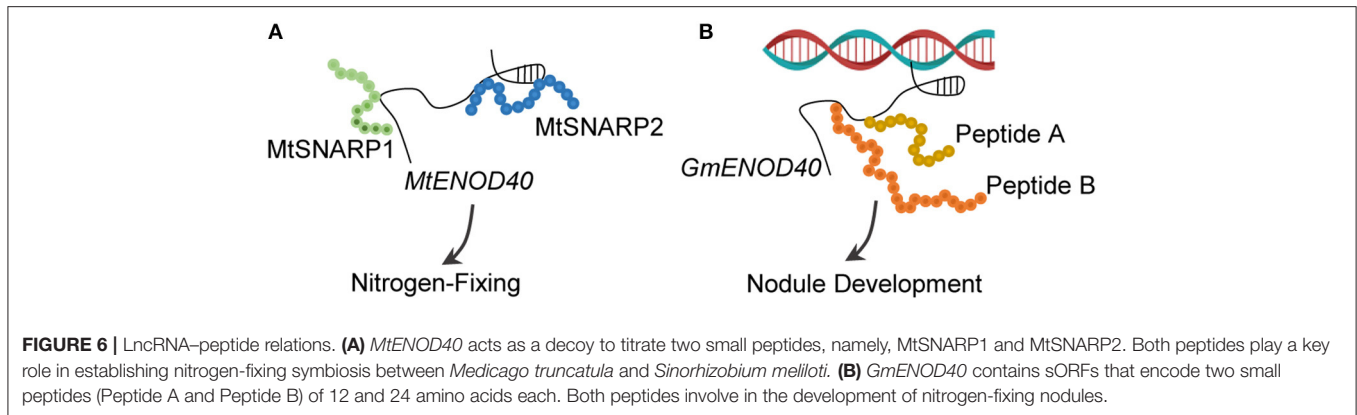 A
B
MtSNARP1
MtSNARP2
MtENOD40
Nitrogen-Fixing
GmENOD40
Peptide A
Peptide B
Nodule Development
FIGURE 6 | LncRNA–peptide relations. (A) MtENOD40 acts as a decoy to titrate two small peptides, namely, MtSNARP1 and MtSNARP2. Both peptides play a key
role in establishing nitrogen-fixing symbiosis between Medicago truncatula and Sinorhizobium meliloti. (B) GmENOD40 contains sORFs that encode two small
peptides (Peptide A and Peptide B) of 12 and 24 amino acids each. Both peptides involve in the development of nitrogen-fixing nodules.